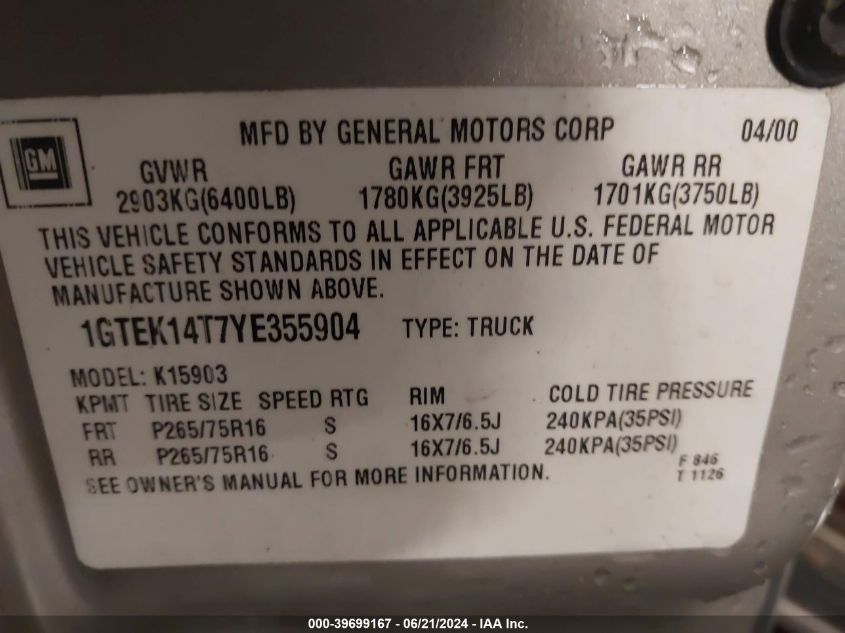 GM
MFD BY GENERAL MOTORS CORP 04/00
GVWR GAWR FRT GAWR RR
2903KG(6400LB) 1780KG(3925LB) 1701KG(3750LB)
THIS VEHICLE CONFORMS TO ALL APPLICABLE U.S. FEDERAL MOTOR
VEHICLE SAFETY STANDARDS IN EFFECT ON THE DATE OF
MANUFACTURE SHOWN ABOVE.
1GTEK14T7YE355904 TYPE: TRUCK
MODEL: K15903
KPMT TIRE SIZE SPEED RTG RIM COLD TIRE PRESSURE
FRT P265/75R16 S 16X7/6.5J 240KPA(35PSI)
RR P265/75R16 S 16X7/6.5J 240KPA(35PSI)
SEE OWNER'S MANUAL FOR MORE INFORMATION.
F 846
T 1126
000-39699167 - 06/21/2024 - IAA Inc.